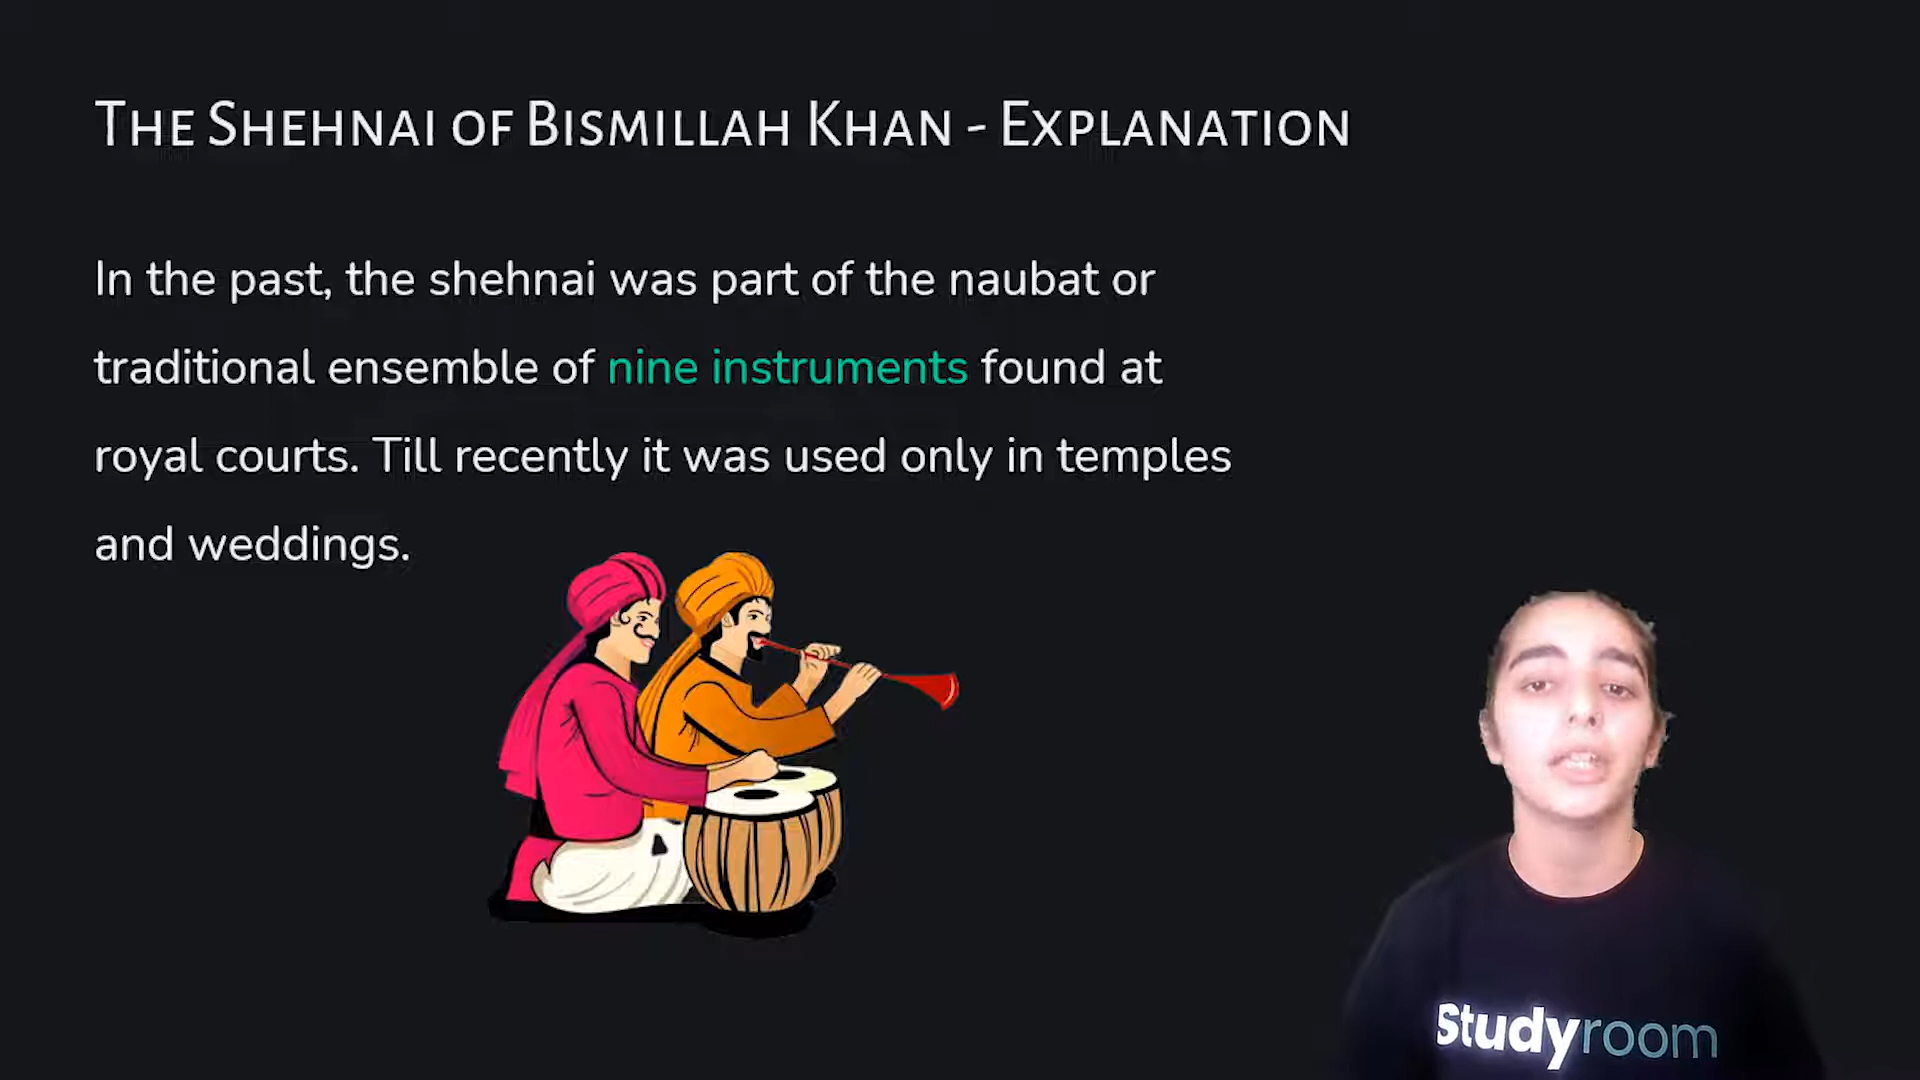 The Shehnai of Bismillah Khan - Explanation
In the past, the shehnai was part of the naubat or
traditional ensemble of nine instruments found at
royal courts. Till recently it was used only in temples
and weddings.
Studyroom